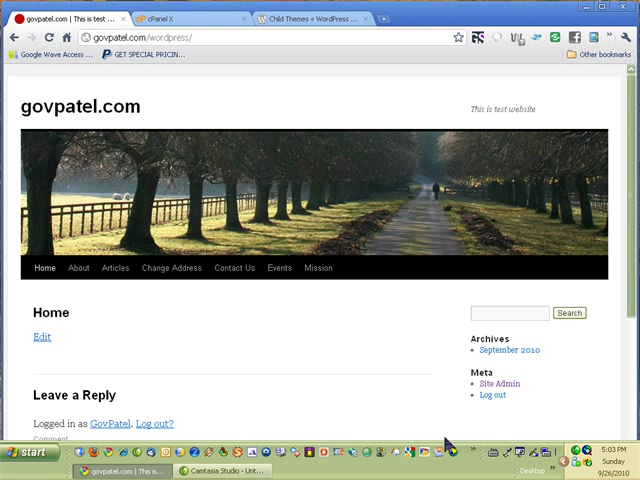 govpatel.com | This is test ...
cPanel X
Child Themes « WordPress ...
govpatel.com/wordpress/
Google Wave Access ...
GET SPECIAL PRICIN...
Other bookmarks
govpatel.com
This is test website
Home About Articles Change Address Contact Us Events Mission
Home
Edit
Search
Archives
September 2010
Meta
Site Admin
Log out
Leave a Reply
Logged in as GovPatel. Log out?
Comment
start
5:03 PM
Sunday
9/26/2010
govpatel.com | This is...
Camtasia Studio - Unt...
Desktop